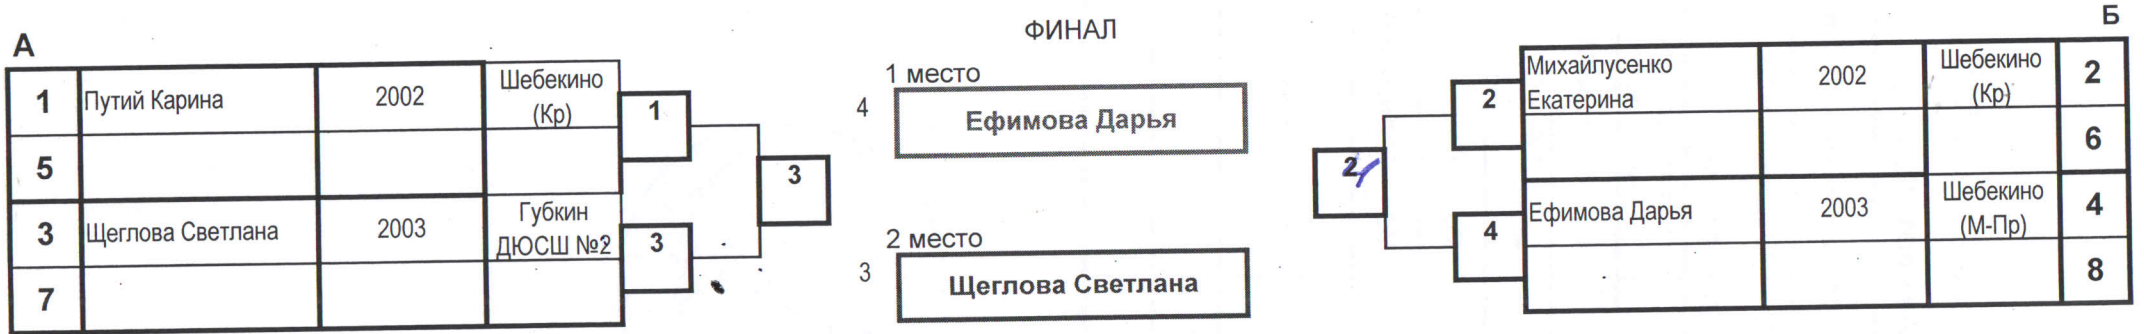 ФИНАЛ
А
1 Путий Карина 2002 Шебекино (Кр)
5
3 Щеглова Светлана 2003 Губкин ДЮСШ №2
7
1
3
3
1 место
4 Ефимова Дарья
2 место
3 Щеглова Светлана
Б
Михайлусенко Екатерина 2002 Шебекино (Кр) 2
6
Ефимова Дарья 2003 Шебекино (М-Пр) 4
8
2
4
2 4